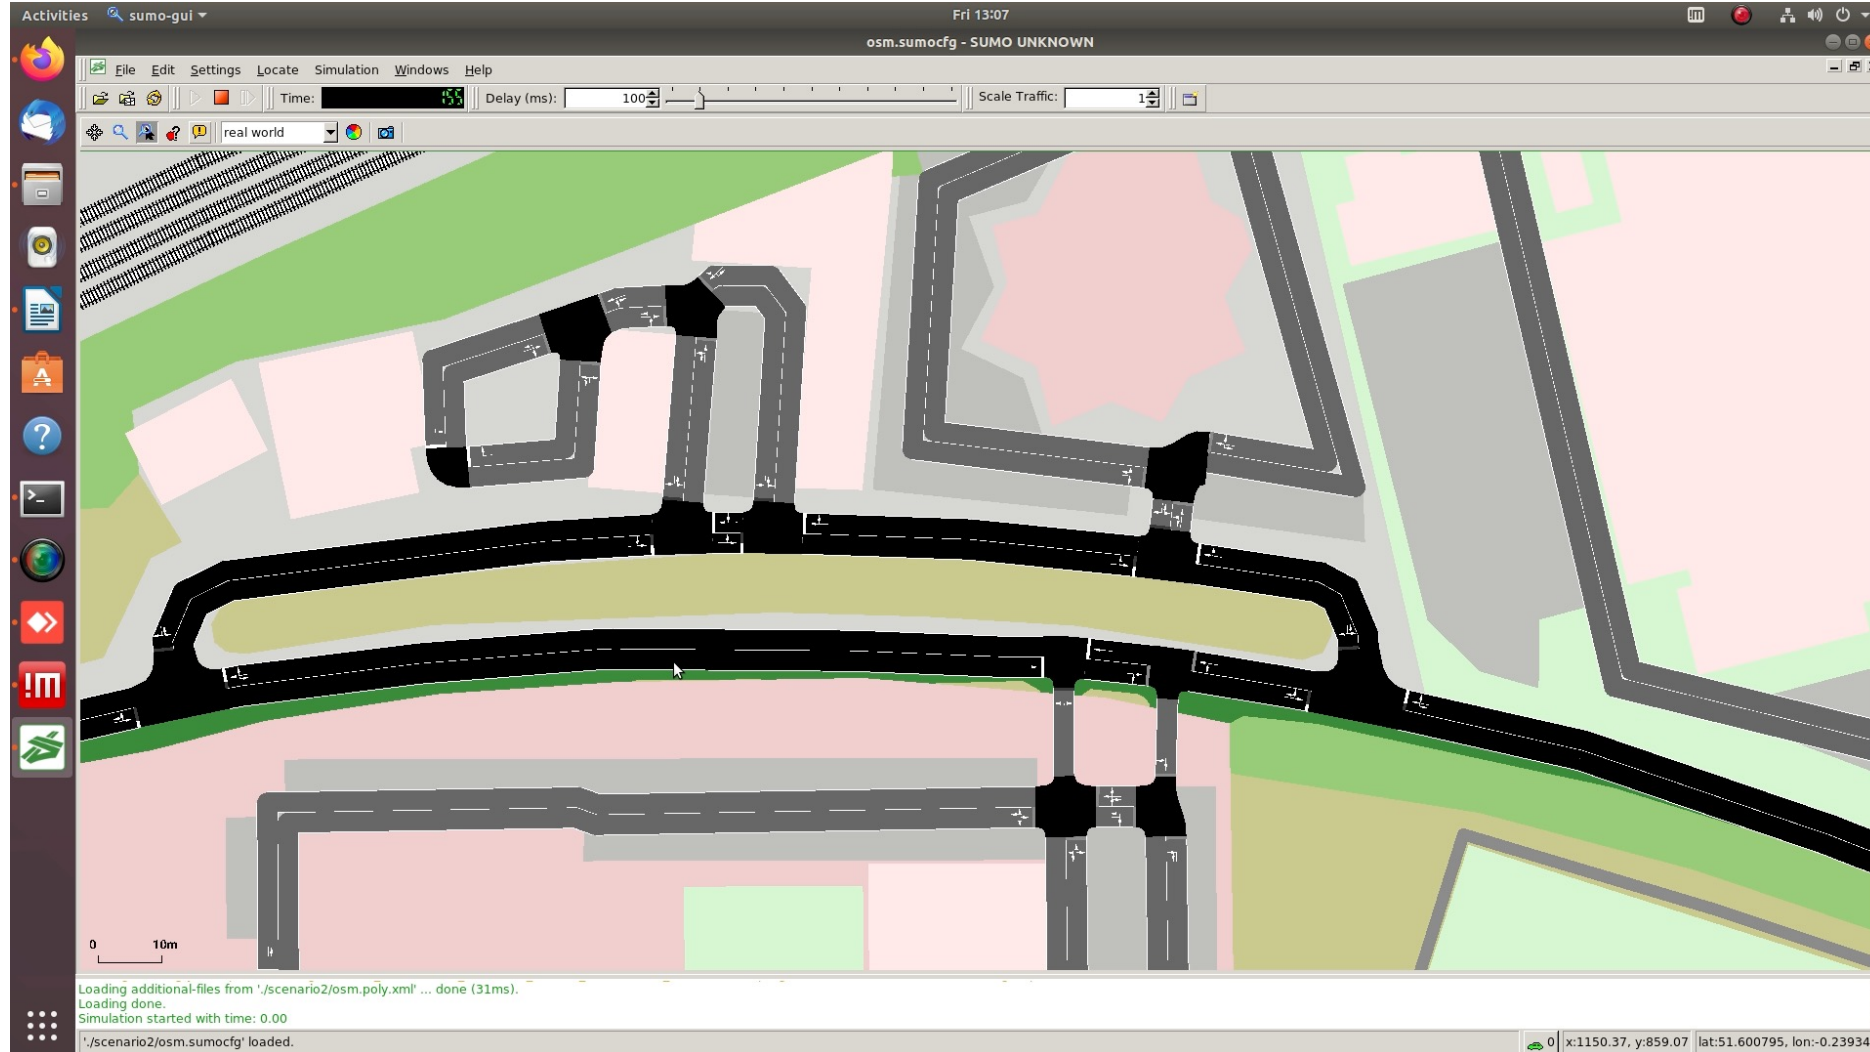 Activities
sumo-gui
Fri 13:07
osm.sumocfg - SUMO UNKNOWN
File Edit Settings Locate Simulation Windows Help
Time: 155 Delay (ms): 100 Scale Traffic: 1
real world
0 10m
Loading additional-files from './scenario2/osm.poly.xml' ... done (31ms).
Loading done.
Simulation started with time: 0.00
'./scenario2/osm.sumocfg' loaded.
0 x:1150.37, y:859.07 lat:51.600795, lon:-0.23934